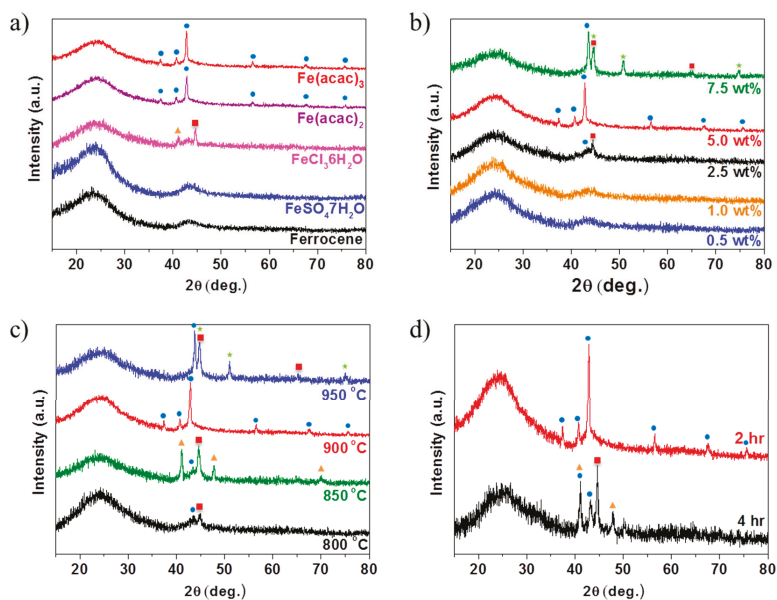 a)
Intensity (a.u.)
Fe(acac)3
Fe(acac)2
FeCl36H2O
FeSO47H2O
Ferrocene
20 30 40 50 60 70 80
2θ (deg.)
b)
Intensity (a.u.)
7.5 wt%
5.0 wt%
2.5 wt%
1.0 wt%
0.5 wt%
20 30 40 50 60 70 80
2θ (deg.)
c)
Intensity (a.u.)
950 °C
900 °C
850 °C
800 °C
20 30 40 50 60 70 80
2θ (deg.)
d)
Intensity (a.u.)
2 hr
4 hr
20 30 40 50 60 70 80
2θ (deg.)